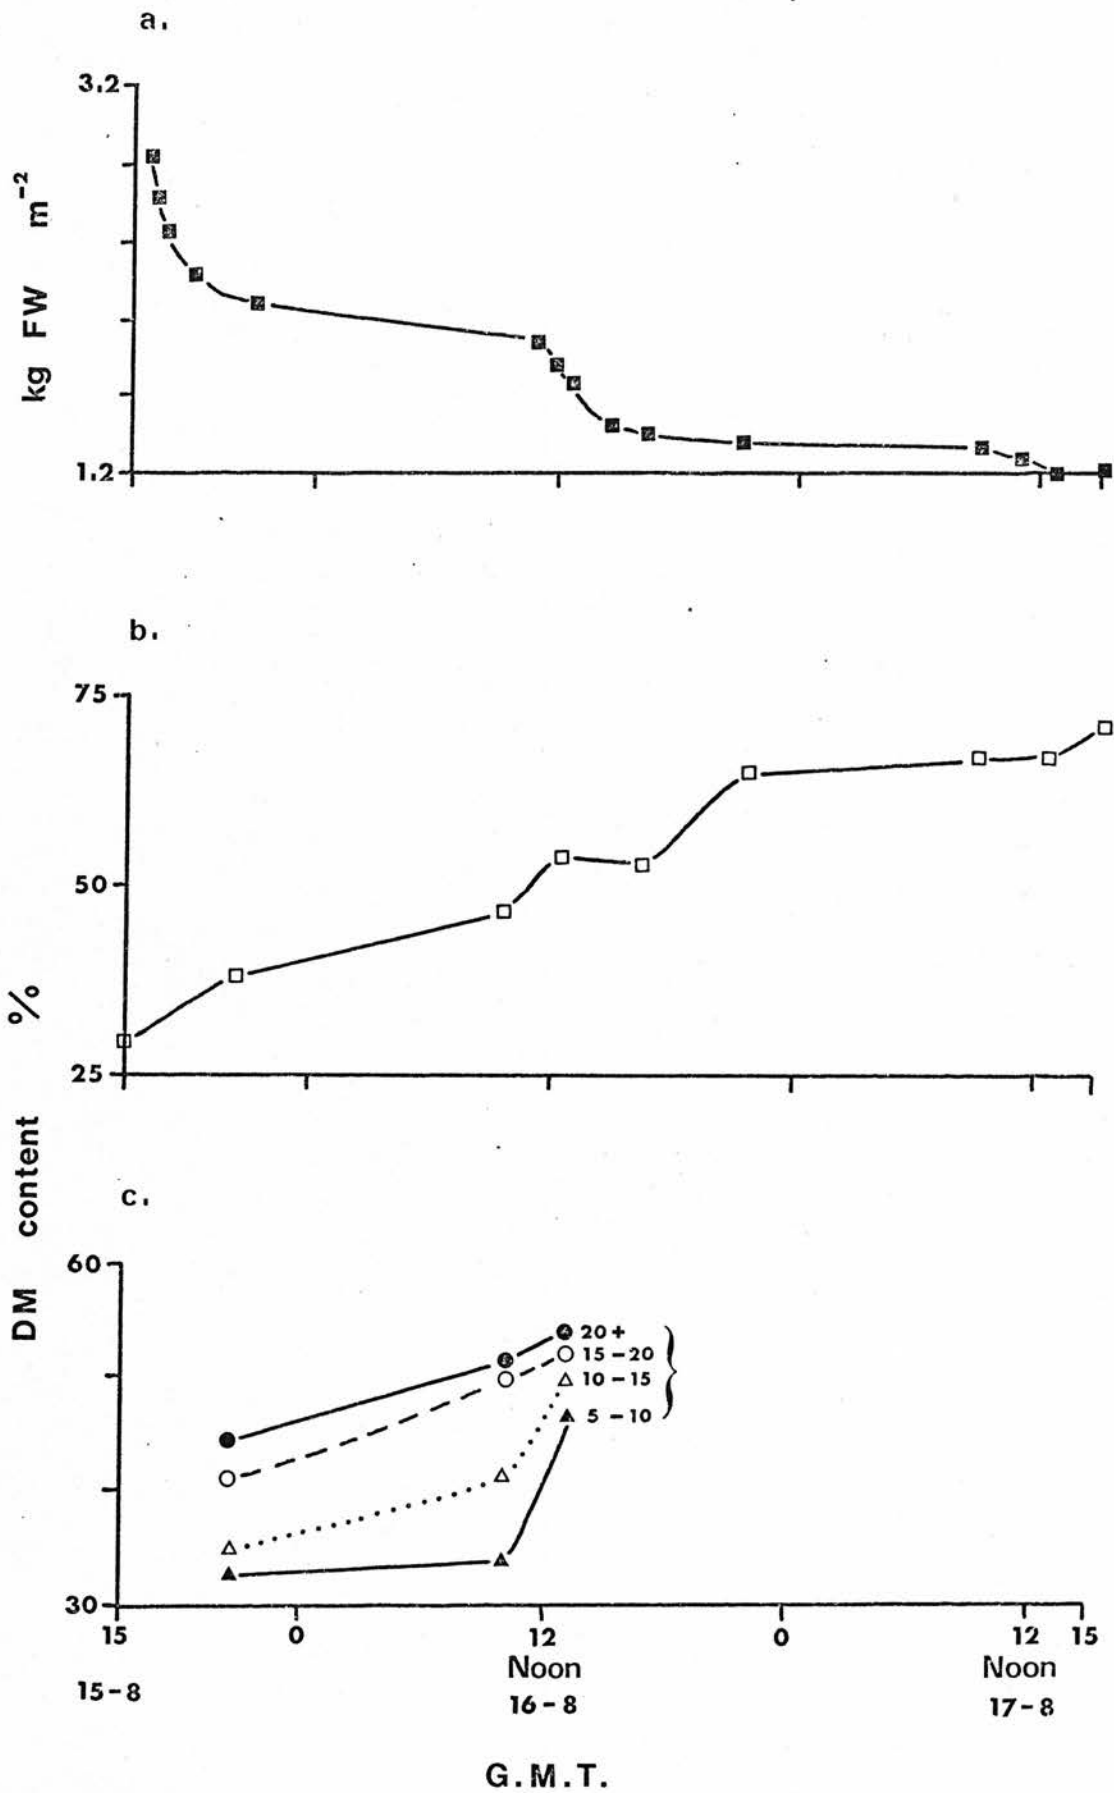 a.
3.2
kg FW m⁻²
1.2
b.
75
50
25
DM content %
c.
60
20+
15-20
10-15
5-10
30
15 0 12 0 12 15
Noon Noon
15-8 16-8 17-8
G.M.T.